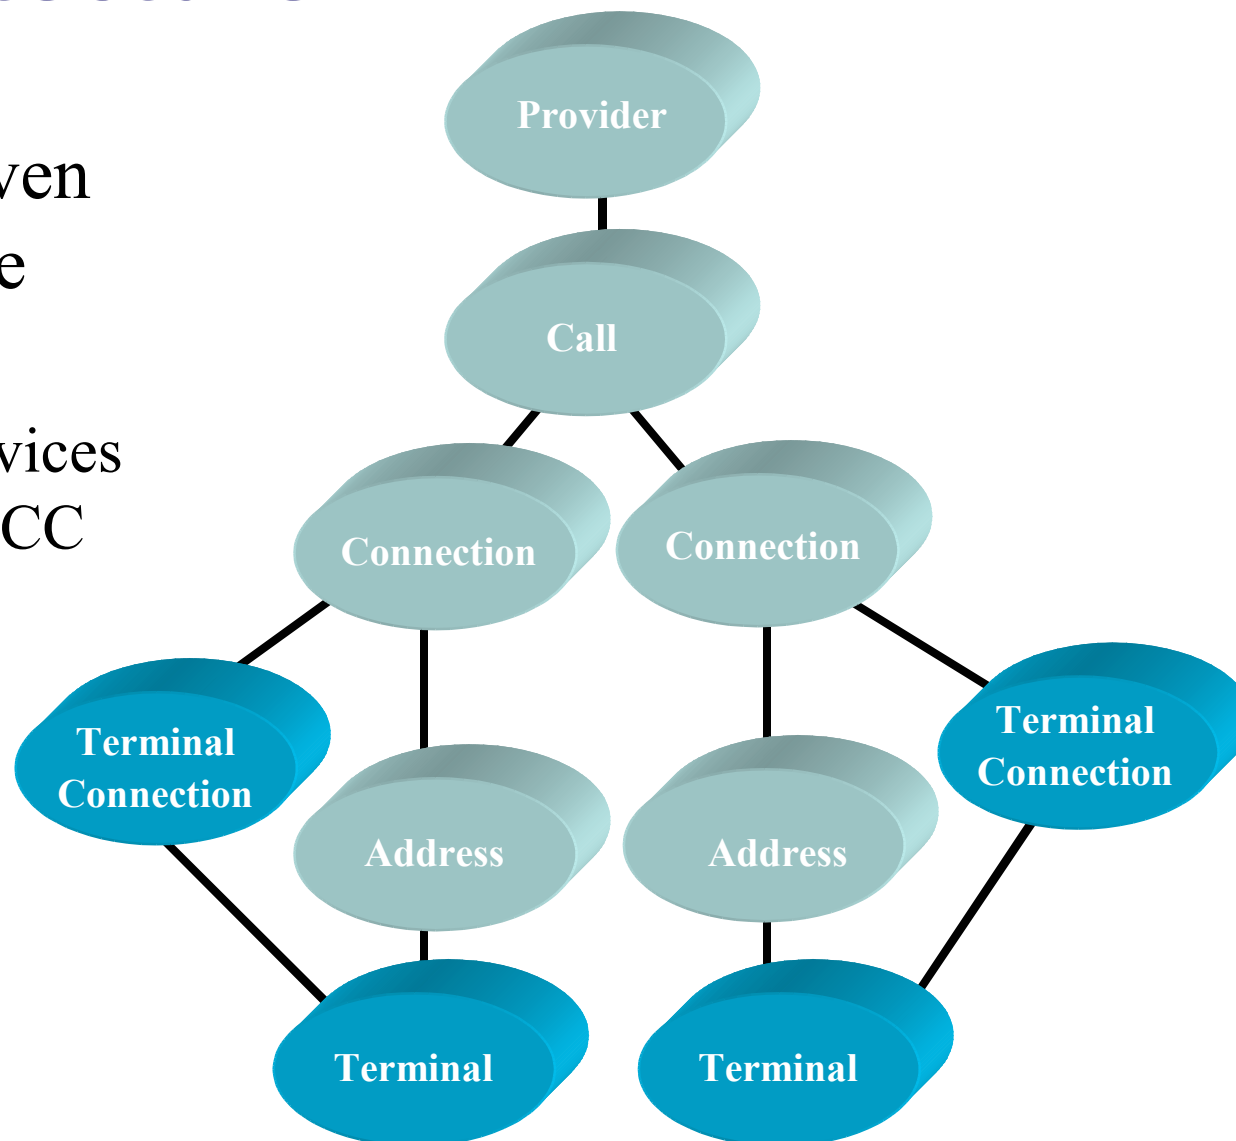 Provider
ven
e
Call
vices
CC
Connection
Connection
Terminal
Connection
Terminal
Connection
Address
Address
Terminal
Terminal